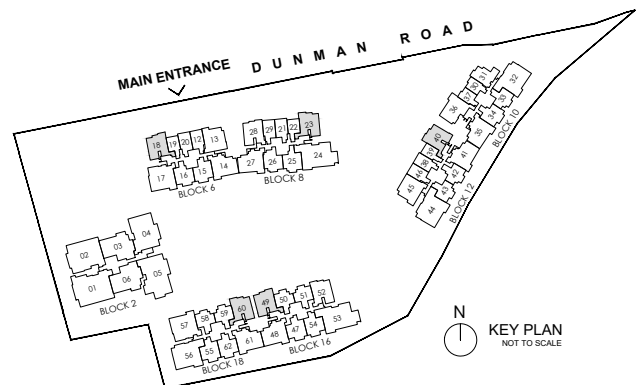 DUNMAN ROAD
MAIN ENTRANCE
18 19 20 12 13
28 29 21 22 23
17 16 15 14 27 26 25 24
BLOCK 6
BLOCK 8
31 32
30
37 33
36 34
35
BLOCK 10
40
39 41
38
46 42
45 43
44
BLOCK 12
04
02 03
01 06 05
BLOCK 2
57 58 59 60 49 50 51 52
56 55 62 61 48 47 54 53
BLOCK 18
BLOCK 16
N
KEY PLAN
NOT TO SCALE